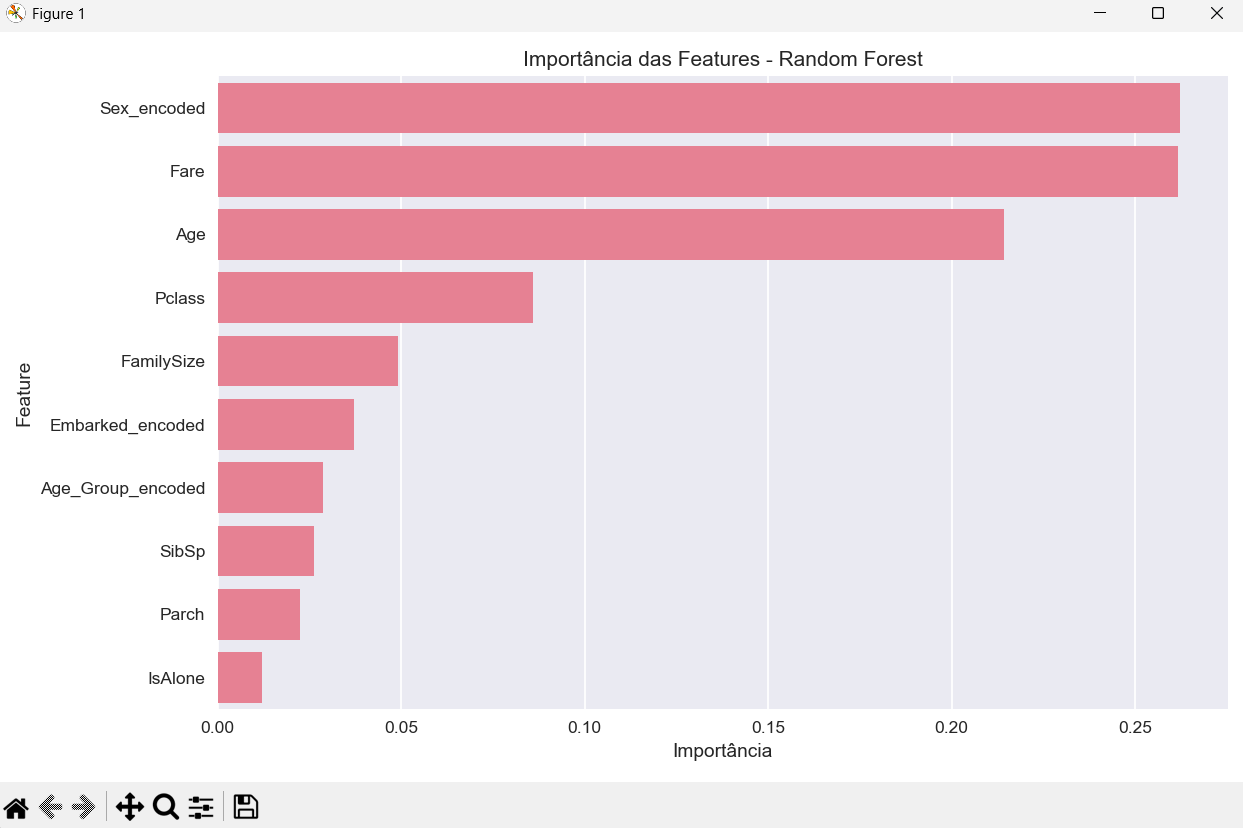 Figure 1
Importância das Features - Random Forest
Sex_encoded
Fare
Age
Pclass
FamilySize
Embarked_encoded
Age_Group_encoded
SibSp
Parch
IsAlone
Feature
0.00 0.05 0.10 0.15 0.20 0.25
Importância